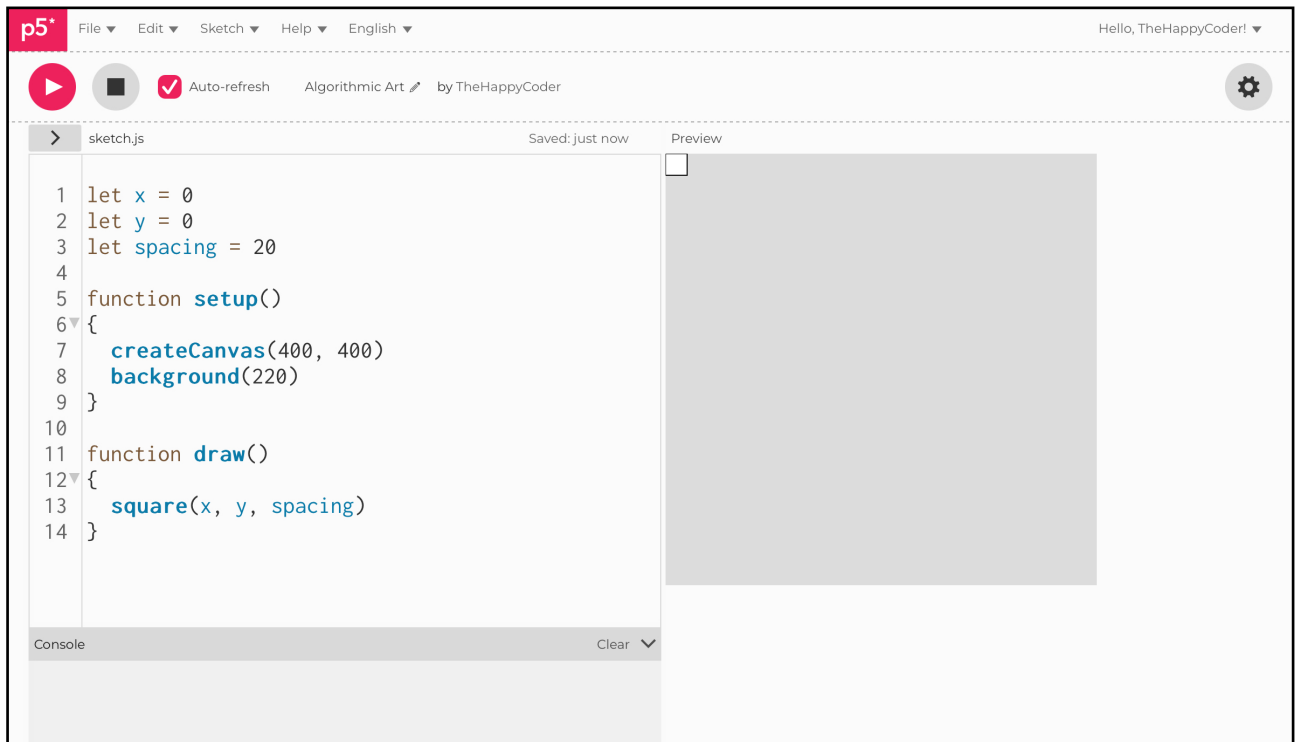 p5* File Edit Sketch Help English Hello, TheHappyCoder!
Auto-refresh Algorithmic Art by TheHappyCoder
sketch.js Saved: just now Preview
1 let x = 0
2 let y = 0
3 let spacing = 20
4
5 function setup()
6 {
7 createCanvas(400, 400)
8 background(220)
9 }
10
11 function draw()
12 {
13 square(x, y, spacing)
14 }
Console Clear